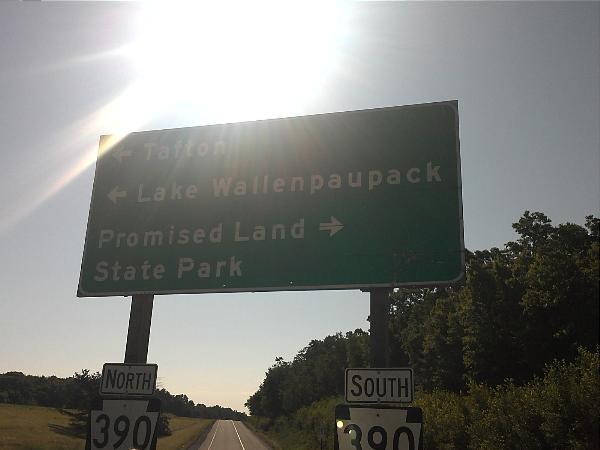 ← Tafton
← Lake Wallenpaupack
Promised Land →
State Park
NORTH
390
SOUTH
390